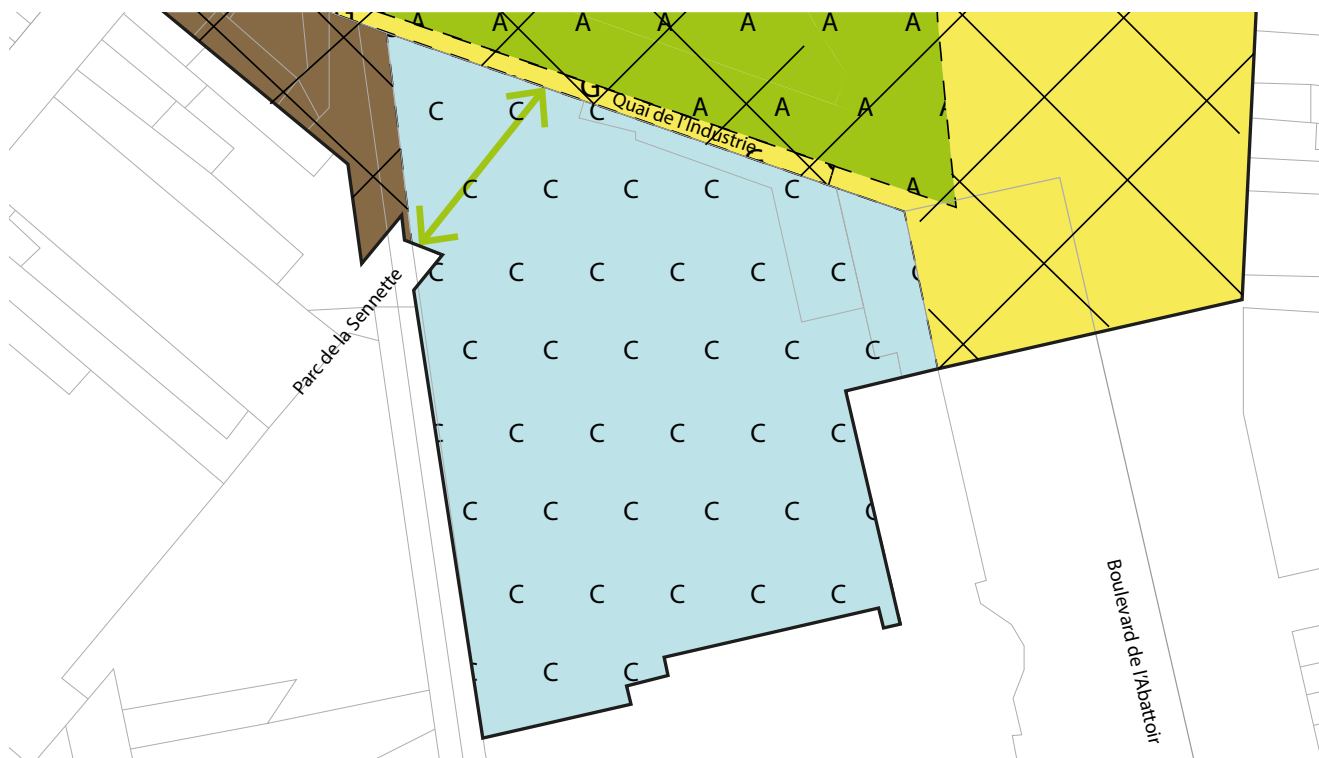 A A A A A A A
G
Quai de l'Industrie
A A A
C C C
C C C C C A
C C C C C C
Parc de la Sennette
C C C C C C
C C C C C
C C C C C
C C C C C
C C
Boulevard de l'Abattoir